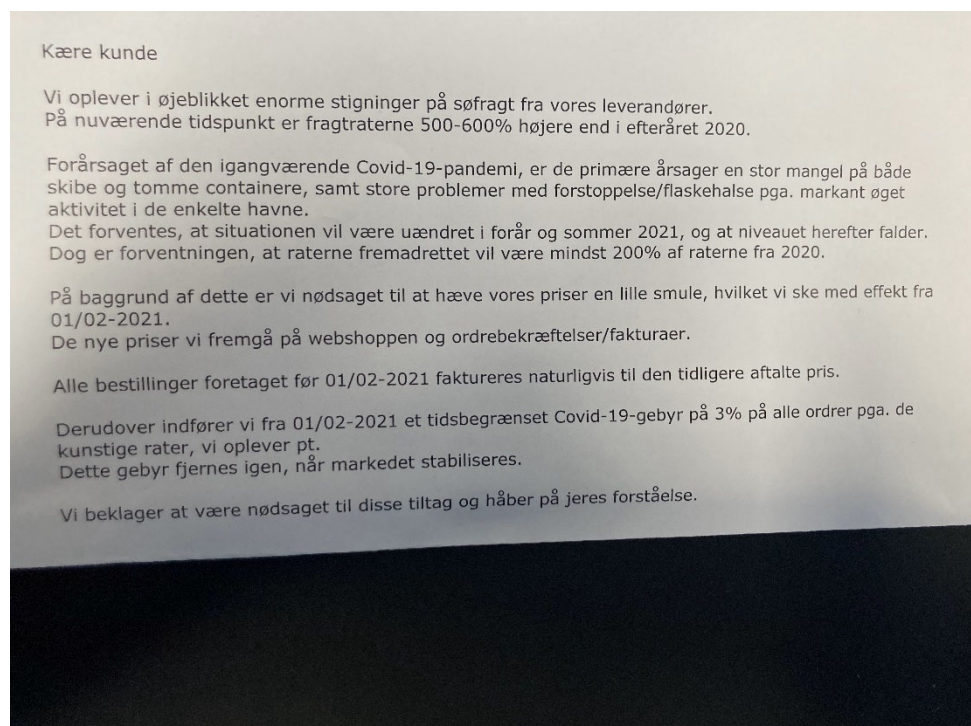 Kære kunde
Vi oplever i øjeblikket enorme stigninger på søfragt fra vores leverandører.
På nuværende tidspunkt er fragtraterne 500-600% højere end i efteråret 2020.
Forårsaget af den igangværende Covid-19-pandemi, er de primære årsager en stor mangel på både
skibe og tomme containere, samt store problemer med forstoppelse/flaskehalse pga. markant øget
aktivitet i de enkelte havne.
Det forventes, at situationen vil være uændret i forår og sommer 2021, og at niveauet herefter falder.
Dog er forventningen, at raterne fremadrettet vil være mindst 200% af raterne fra 2020.
På baggrund af dette er vi nødsaget til at hæve vores priser en lille smule, hvilket vi ske med effekt fra
01/02-2021.
De nye priser vi fremgå på webshoppen og ordrebekræftelser/fakturaer.
Alle bestillinger foretaget før 01/02-2021 faktureres naturligvis til den tidligere aftalte pris.
Derudover indfører vi fra 01/02-2021 et tidsbegrænset Covid-19-gebyr på 3% på alle ordrer pga. de
kunstige rater, vi oplever pt.
Dette gebyr fjernes igen, når markedet stabiliseres.
Vi beklager at være nødsaget til disse tiltag og håber på jeres forståelse.